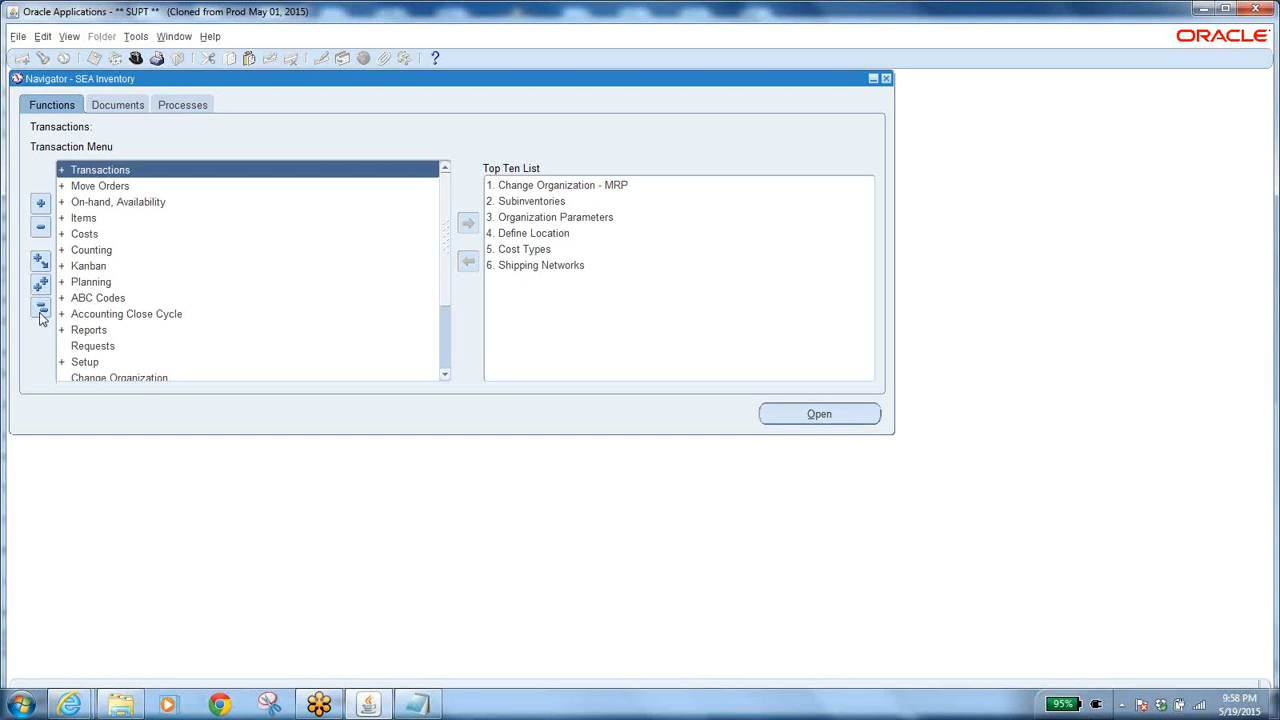 Oracle Applications - ** SUPT **   (Cloned from Prod May 01, 2015)
File Edit View Folder Tools Window Help
ORACLE
Navigator - SEA Inventory
Functions Documents Processes
Transactions:
Transaction Menu
Top Ten List
+ Transactions
+ Move Orders
+ On-hand, Availability
+ Items
+ Costs
+ Counting
+ Kanban
+ Planning
+ ABC Codes
+ Accounting Close Cycle
+ Reports
Requests
+ Setup
Change Organization
1. Change Organization - MRP
2. Subinventories
3. Organization Parameters
4. Define Location
5. Cost Types
6. Shipping Networks
Open
95%
9:58 PM
5/19/2015